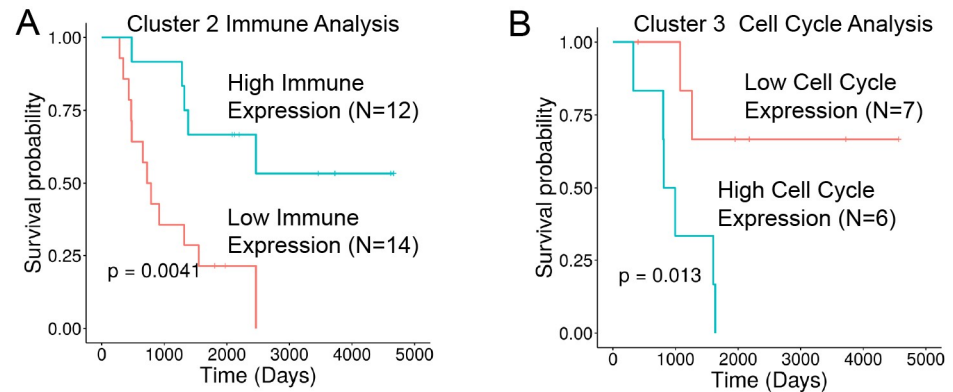 A
Cluster 2 Immune Analysis
Survival probability
1.00
0.75
0.50
0.25
0.00
High Immune
Expression (N=12)
Low Immune
Expression (N=14)
p = 0.0041
0 1000 2000 3000 4000 5000
Time (Days)
B
Cluster 3 Cell Cycle Analysis
Survival probability
1.00
0.75
0.50
0.25
0.00
Low Cell Cycle
Expression (N=7)
High Cell Cycle
Expression (N=6)
p = 0.013
0 1000 2000 3000 4000 5000
Time (Days)